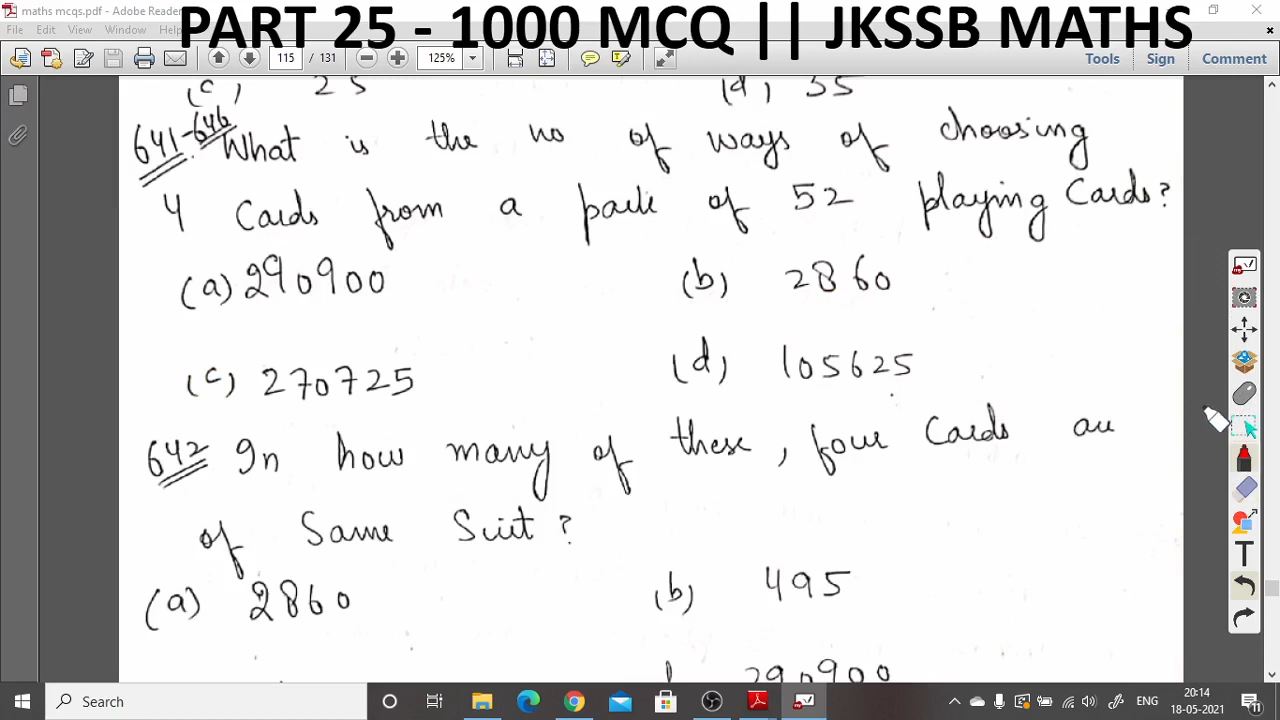 maths mcqs.pdf - Adobe Reader
PART 25 - 1000 MCQ || JKSSB MATHS
File Edit View Window Help
115 / 131 125% Tools Sign Comment
(c) 25 (d) 35
641-646 What is the no of ways of choosing
4 Cards from a pack of 52 playing Cards?
(a) 290900 (b) 2860
(c) 270725 (d) 105625
642 In how many of these, four Cards are
of Same Suit?
(a) 2860 (b) 495
290900
Search
ENG
20:14
18-05-2021
11